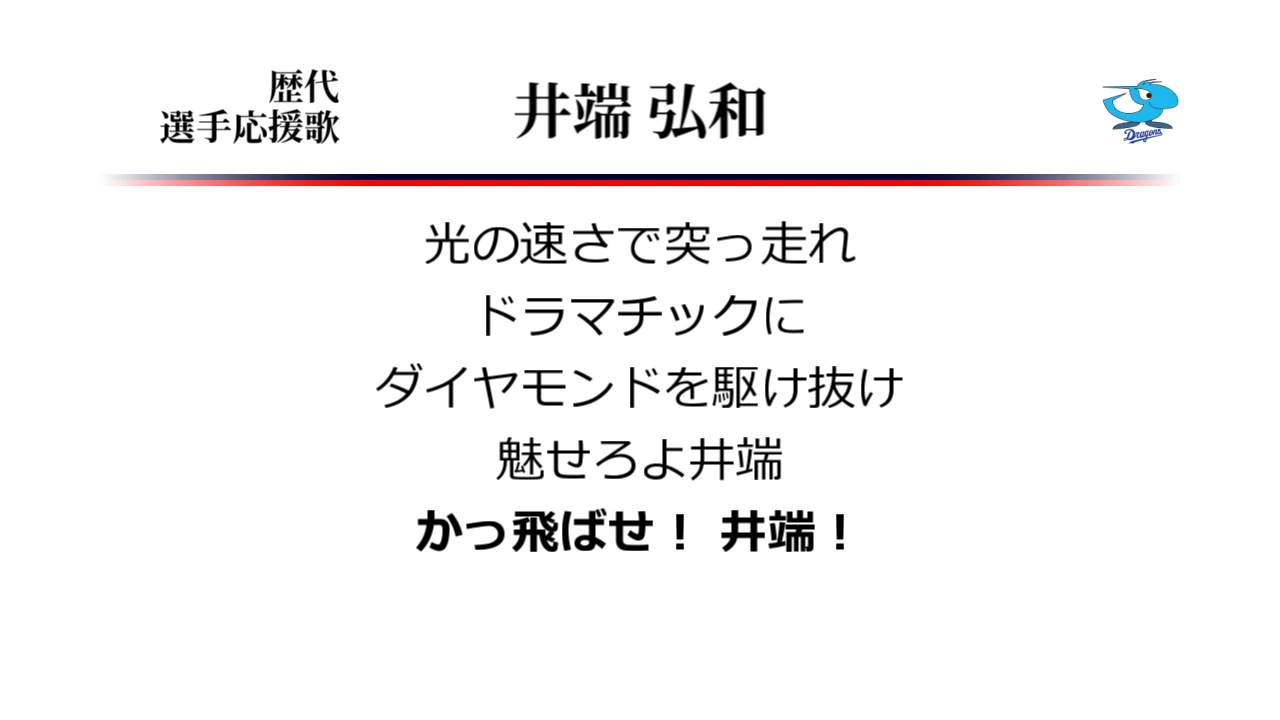 歴代
選手応援歌
井端 弘和
Dragons
光の速さで突っ走れ
ドラマチックに
ダイヤモンドを駆け抜け
魅せろよ井端
かっ飛ばせ！ 井端！